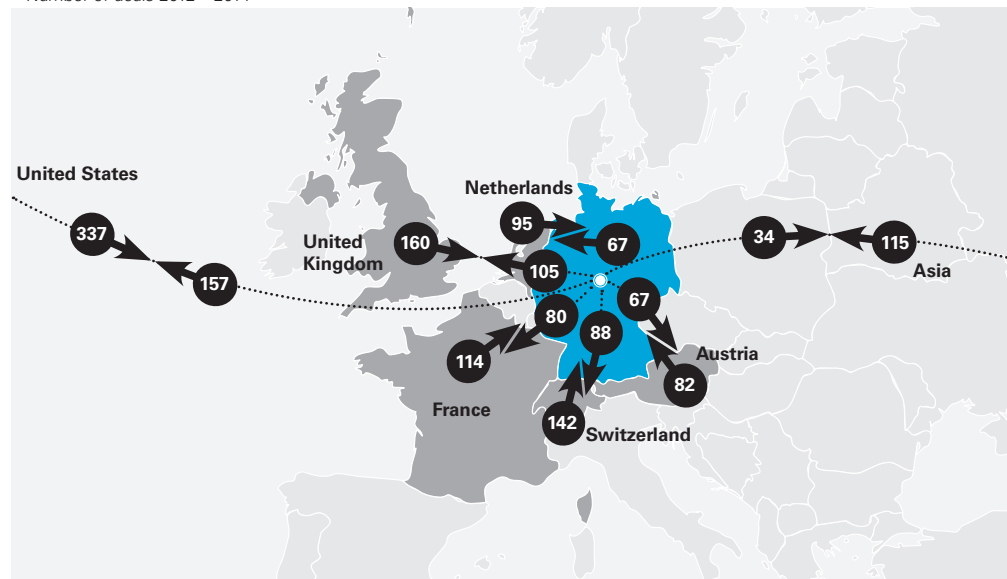 United States
337
157
United
Kingdom
160
105
Netherlands
95
67
34
115
Asia
80
114
France
88
142
Switzerland
67
82
Austria